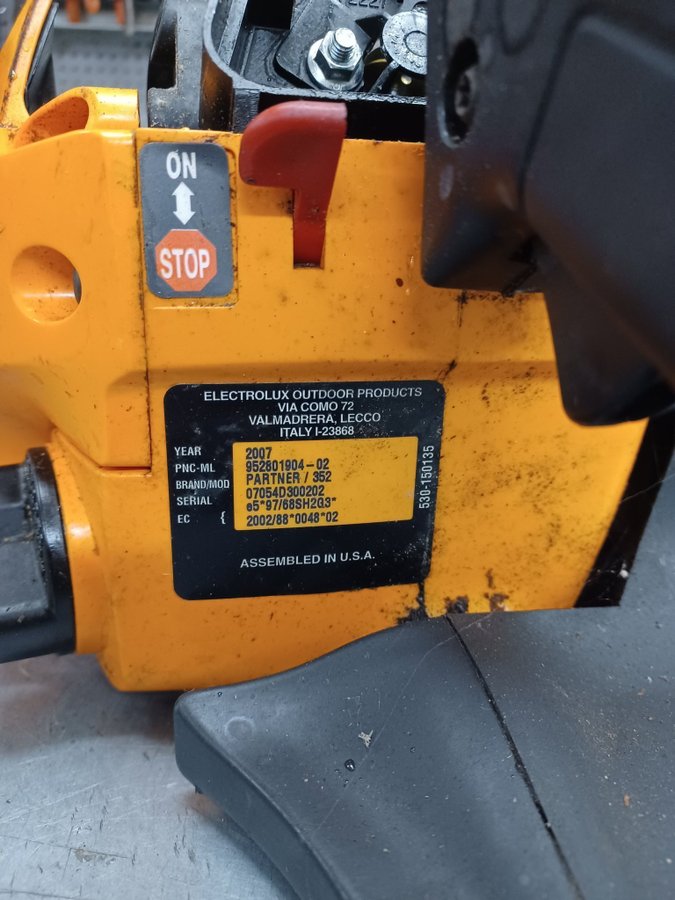 ON
STOP
ELECTROLUX OUTDOOR PRODUCTS
VIA COMO 72
VALMADRERA, LECCO
ITALY I-23868
YEAR 2007
PNC-ML 952801904-02
BRAND/MOD PARTNER / 352
SERIAL 07054D300202
EC { e5*97/68SH2G3*
2002/88*0048*02
530-150135
ASSEMBLED IN U.S.A.